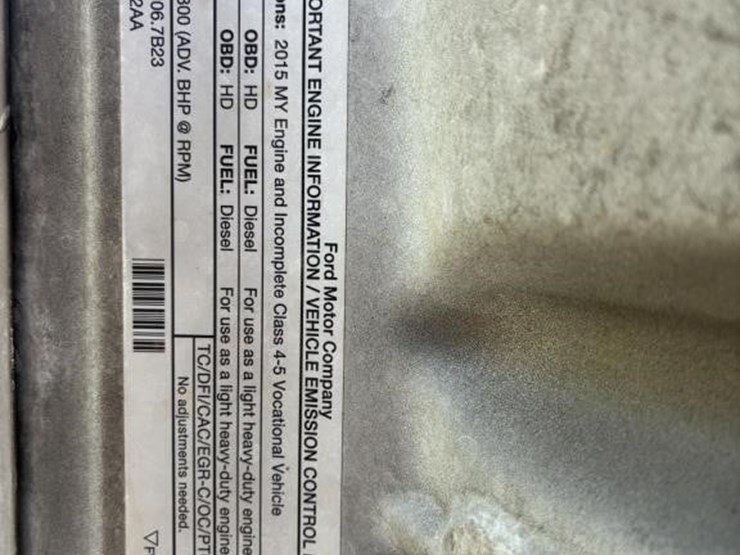 Ford Motor Company
ORTANT ENGINE INFORMATION / VEHICLE EMISSION CONTROL
ns: 2015 MY Engine and Incomplete Class 4-5 Vocational Vehicle
OBD: HD FUEL: Diesel For use as a light heavy-duty engine
OBD: HD FUEL: Diesel For use as a light heavy-duty engine
TC/DFI/CAC/EGR-C/OC/PT
300 (ADV. BHP @ RPM) No adjustments needed.
06.7B23
2AA